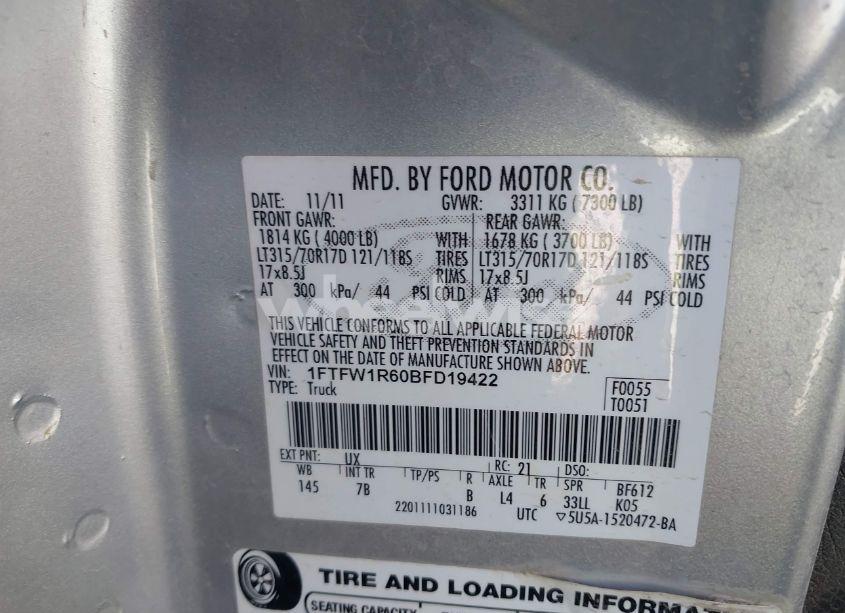 MFD. BY FORD MOTOR CO.
DATE: 11/11 GVWR: 3311 KG ( 7300 LB)
FRONT GAWR: REAR GAWR:
1814 KG ( 4000 LB) WITH 1678 KG ( 3700 LB) WITH
LT315/70R17D 121/118S TIRES LT315/70R17D 121/118S TIRES
17x8.5J RIMS 17x8.5J RIMS
AT 300 kPa/ 44 PSI COLD AT 300 kPa/ 44 PSI COLD
THIS VEHICLE CONFORMS TO ALL APPLICABLE FEDERAL MOTOR
VEHICLE SAFETY AND THEFT PREVENTION STANDARDS IN
EFFECT ON THE DATE OF MANUFACTURE SHOWN ABOVE.
VIN: 1FTFW1R60BFD19422
TYPE: Truck
F0055
T0051
EXT PNT: UX RC: 21 DSO:
WB INT TR TP/PS R AXLE TR SPR BF612
145 7B B L4 6 33LL K05
2201111031186 UTC ▽5U5A-1520472-BA
TIRE AND LOADING INFORMA
SEATING CAPACITY